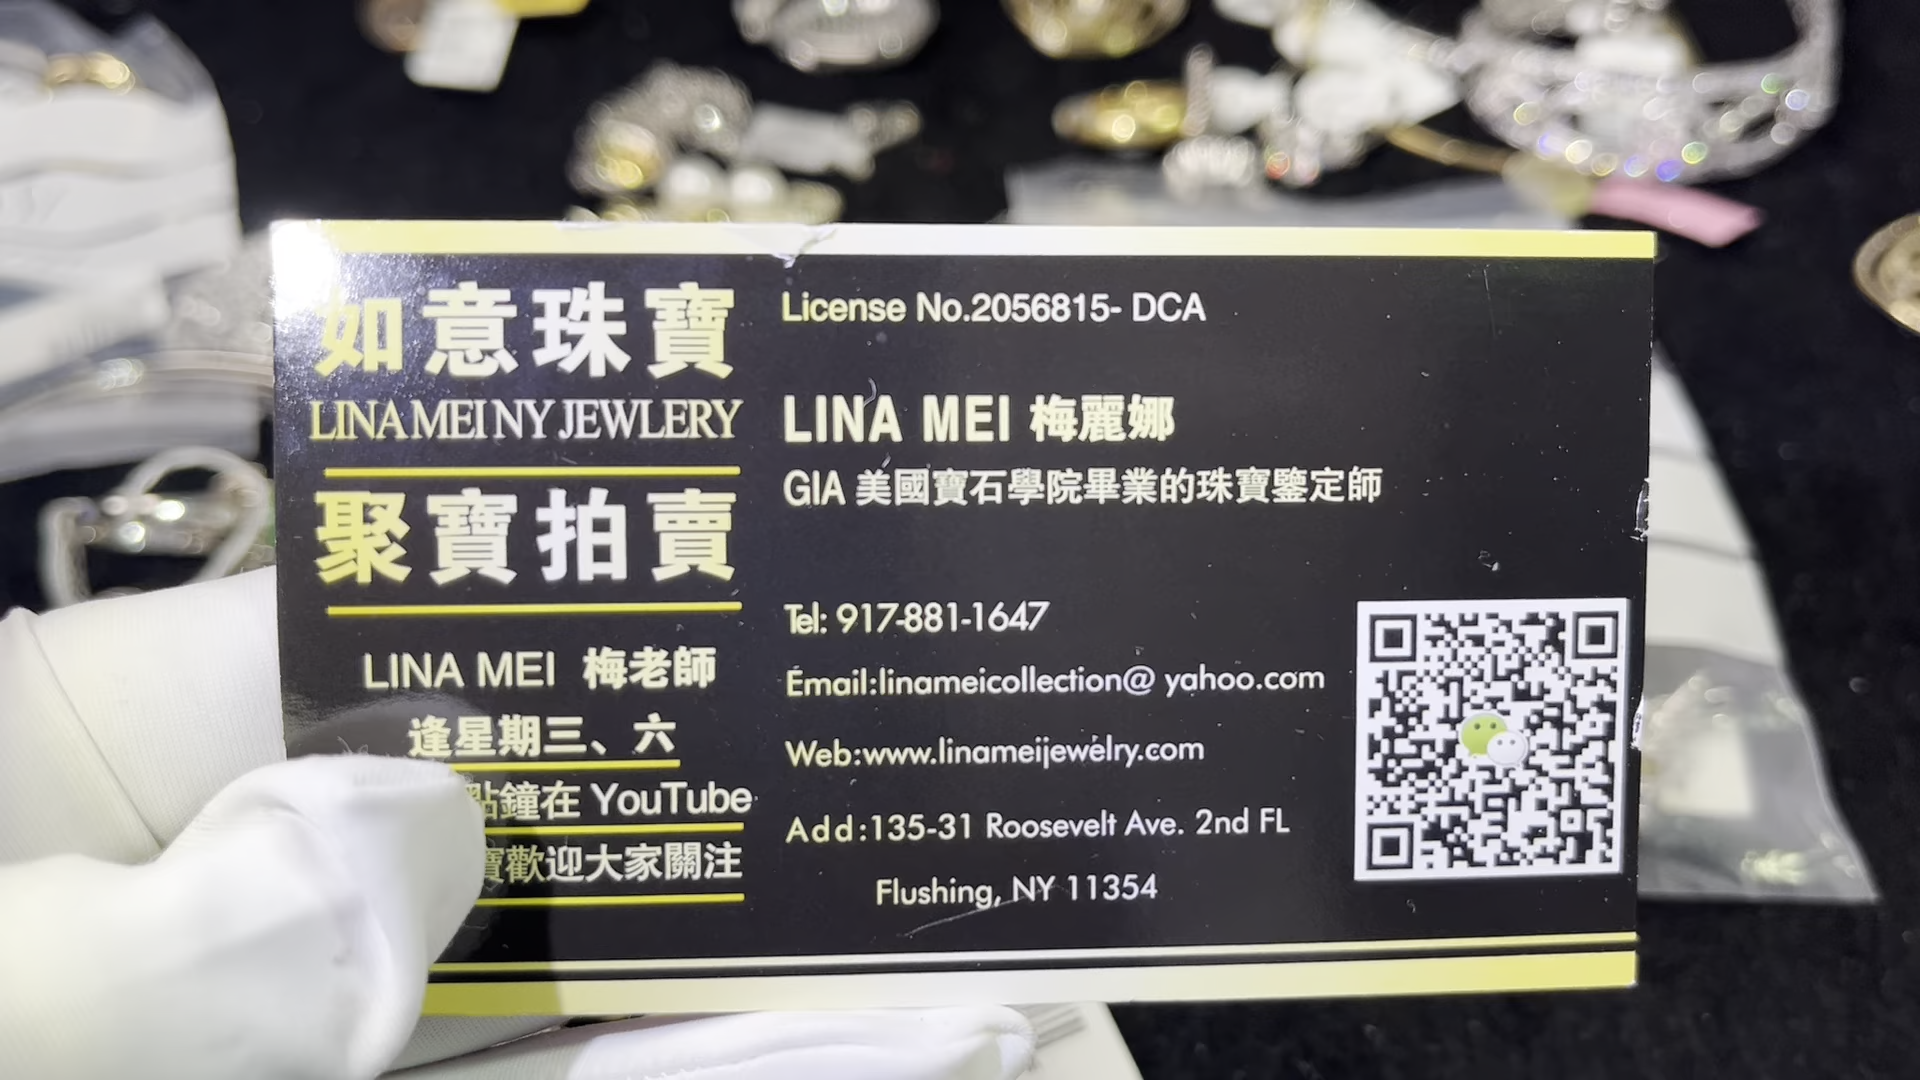 如意珠寶
LINA MEI NY JEWLERY
聚寶拍賣
LINA MEI 梅老師
逢星期三、六
點鐘在 YouTube
寶歡迎大家關注
License No.2056815- DCA
LINA MEI 梅麗娜
GIA 美國寶石學院畢業的珠寶鑒定師
Tel: 917-881-1647
Email:linameicollection@ yahoo.com
Web:www.linameijewelry.com
Add:135-31 Roosevelt Ave. 2nd FL
Flushing, NY 11354